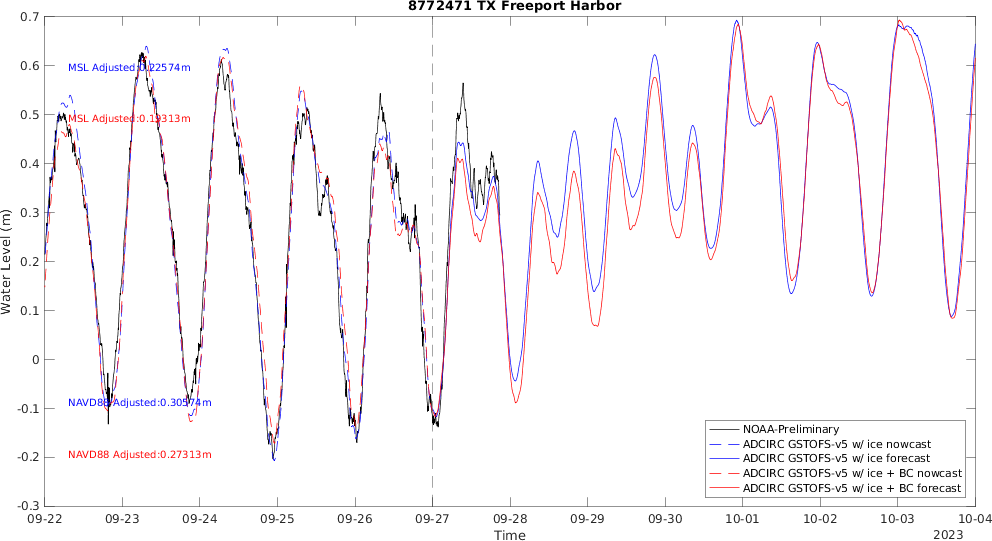 8772471 TX Freeport Harbor
0.7
0.6
0.5
0.4
0.3
0.2
0.1
0
-0.1
-0.2
-0.3
Water Level (m)
MSL Adjusted:0.22574m
MSL Adjusted:0.19313m
NAVD88 Adjusted:0.30574m
NAVD88 Adjusted:0.27313m
NOAA-Preliminary
ADCIRC GSTOFS-v5 w/ ice nowcast
ADCIRC GSTOFS-v5 w/ ice forecast
ADCIRC GSTOFS-v5 w/ ice + BC nowcast
ADCIRC GSTOFS-v5 w/ ice + BC forecast
09-22 09-23 09-24 09-25 09-26 09-27 09-28 09-29 09-30 10-01 10-02 10-03 10-04
Time
2023